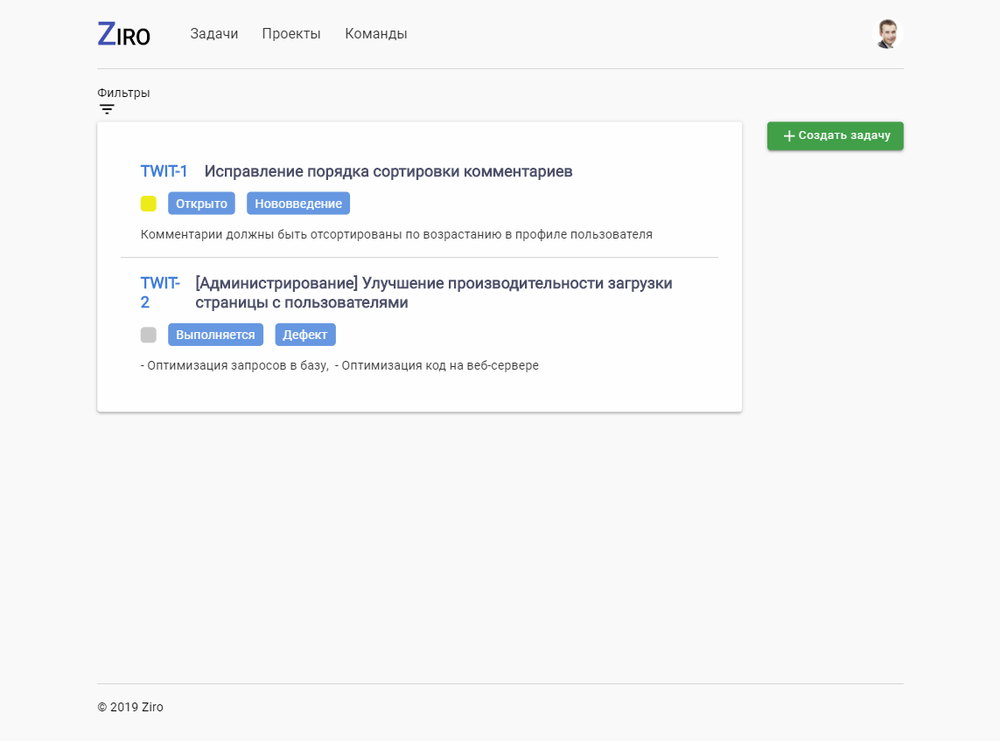 ZIRO
Задачи Проекты Команды
Фильтры
Создать задачу
TWIT-1 Исправление порядка сортировки комментариев
Открыто Нововведение
Комментарии должны быть отсортированы по возрастанию в профиле пользователя
TWIT- [Администрирование] Улучшение производительности загрузки
2 страницы с пользователями
Выполняется Дефект
- Оптимизация запросов в базу, - Оптимизация код на веб-сервере
© 2019 Ziro